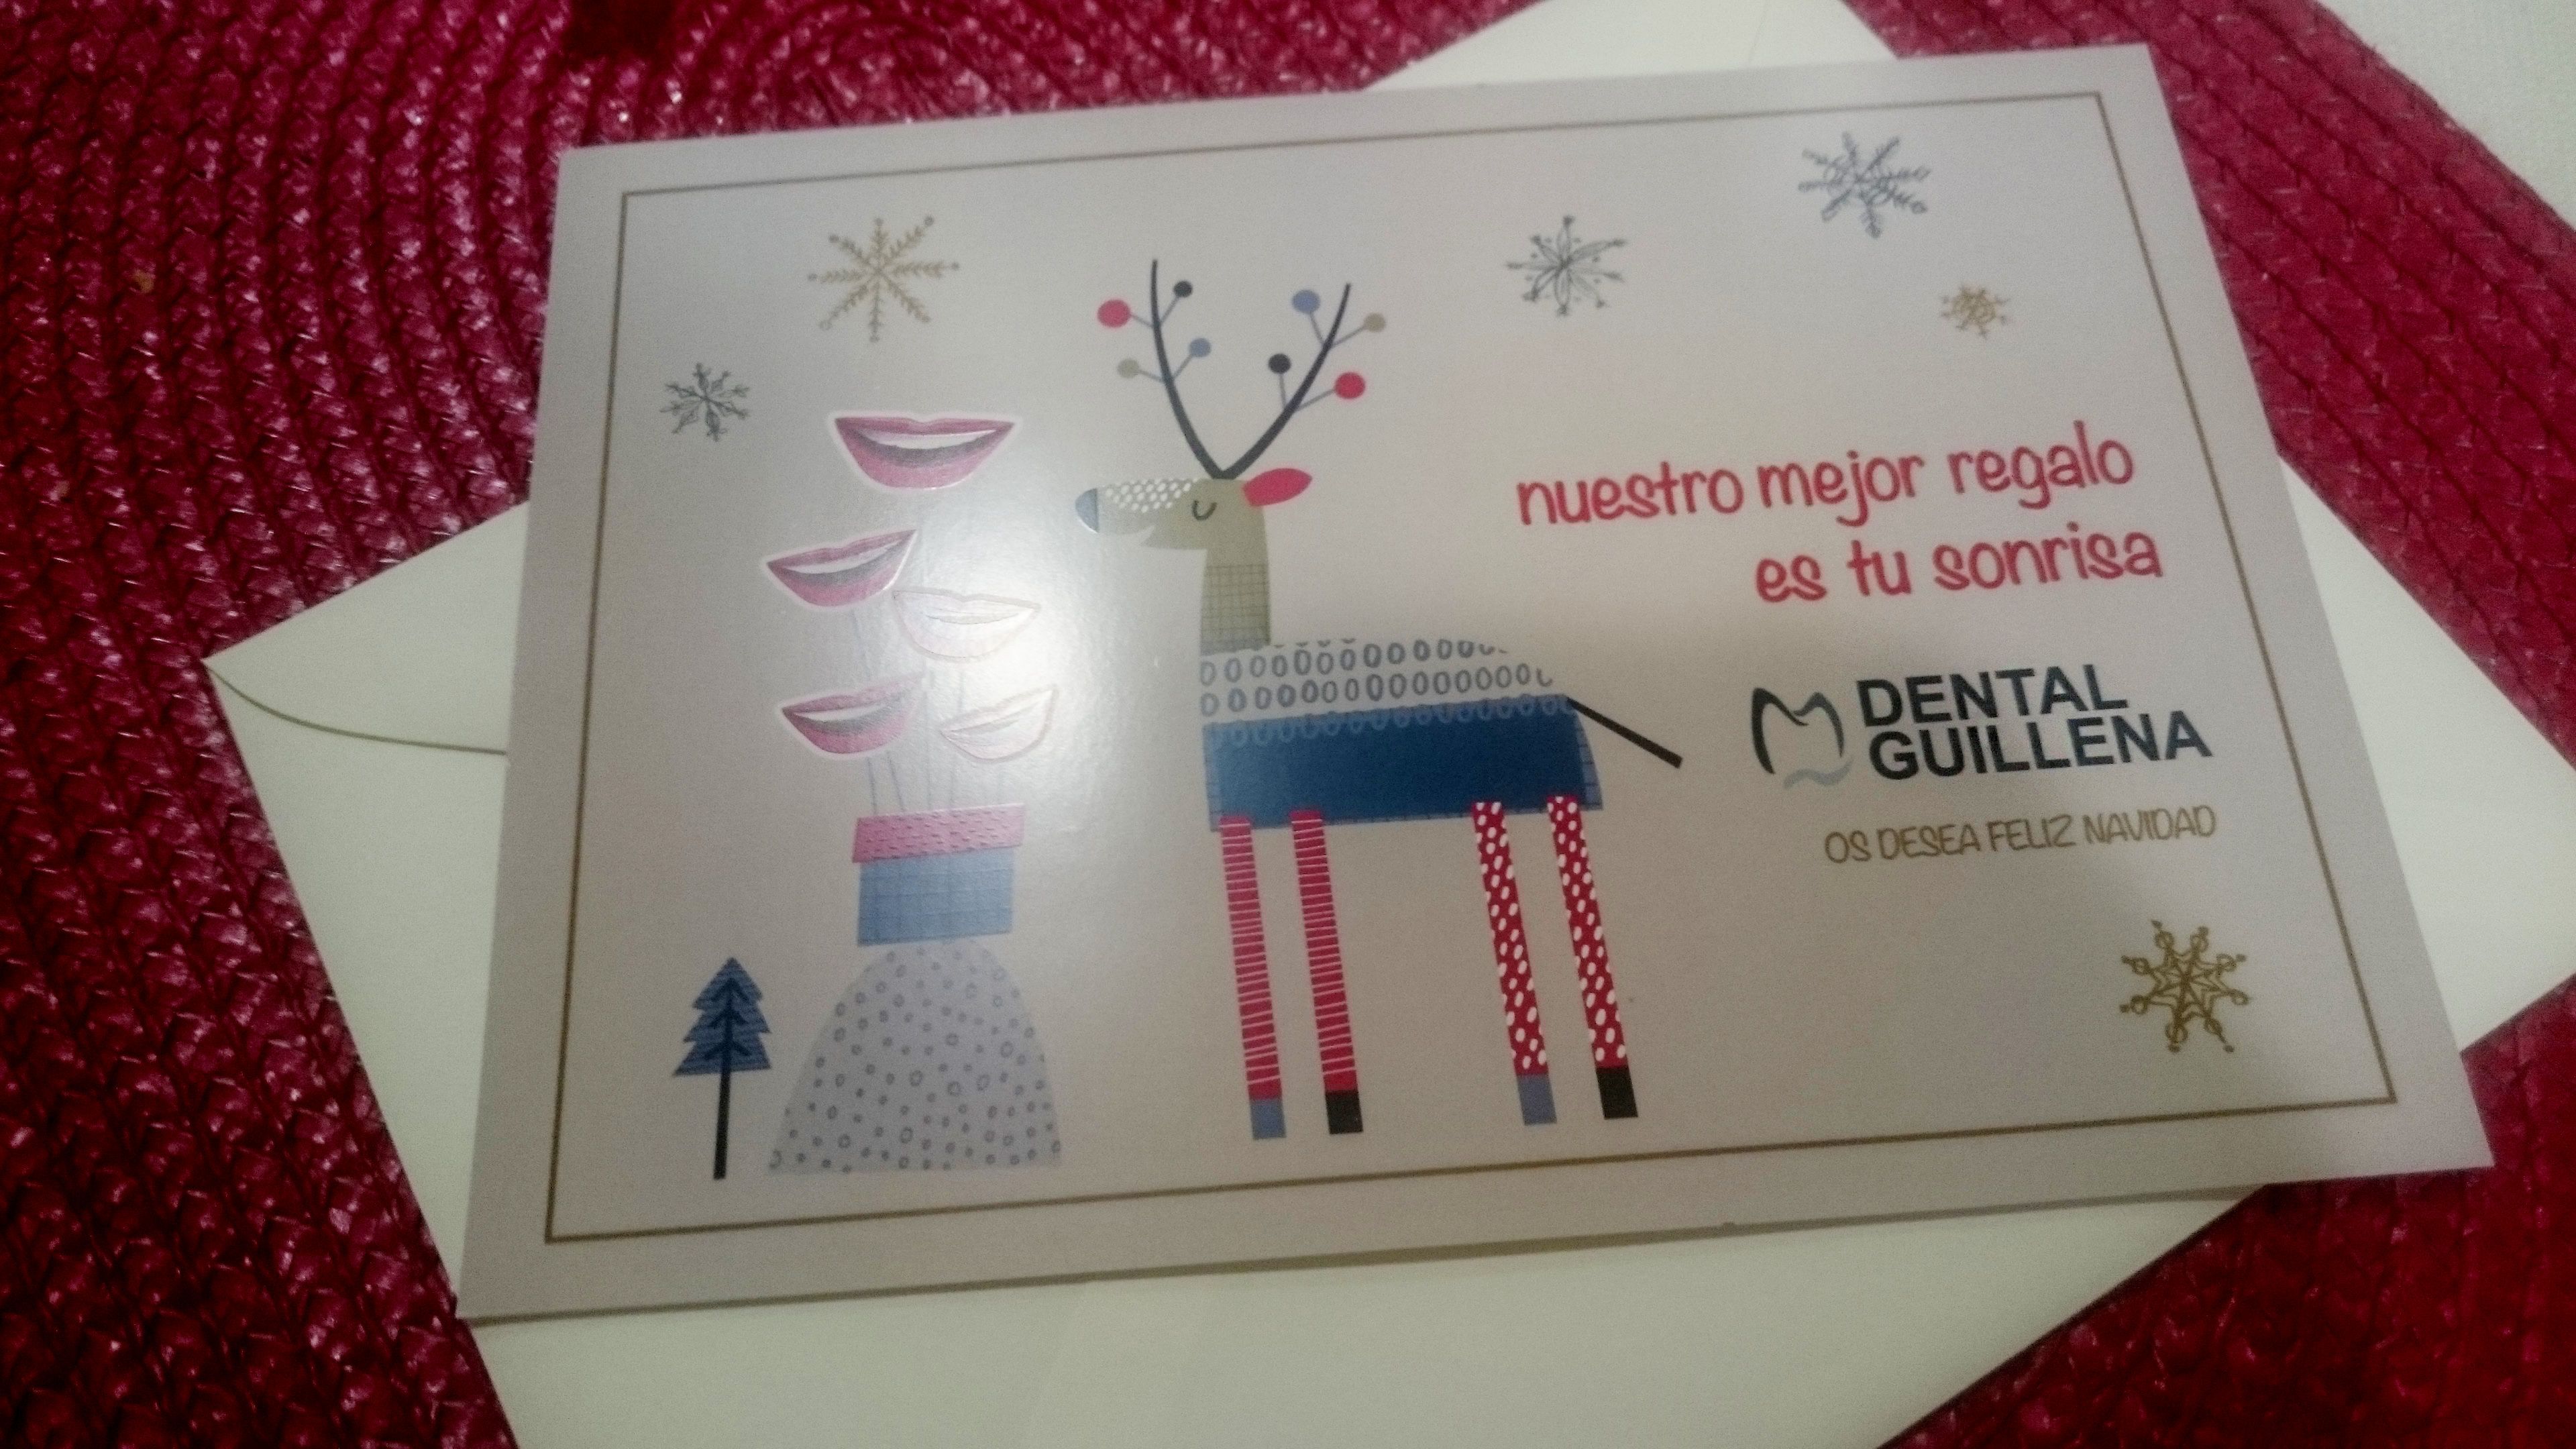 nuestro mejor regalo
es tu sonrisa
DENTAL
GUILLENA
OS DESEA FELIZ NAVIDAD